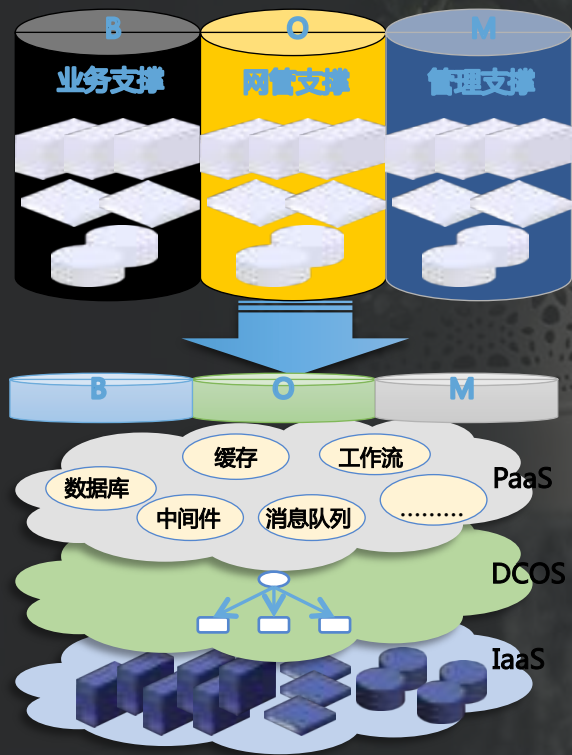 B O M
业务支撑 网管支撑 管理支撑
B O M
缓存 工作流
数据库
PaaS
中间件 消息队列 .........
DCOS
IaaS